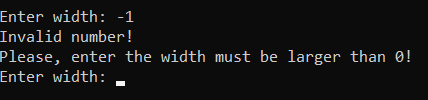 Enter width: -1
Invalid number!
Please, enter the width must be larger than 0!
Enter width: